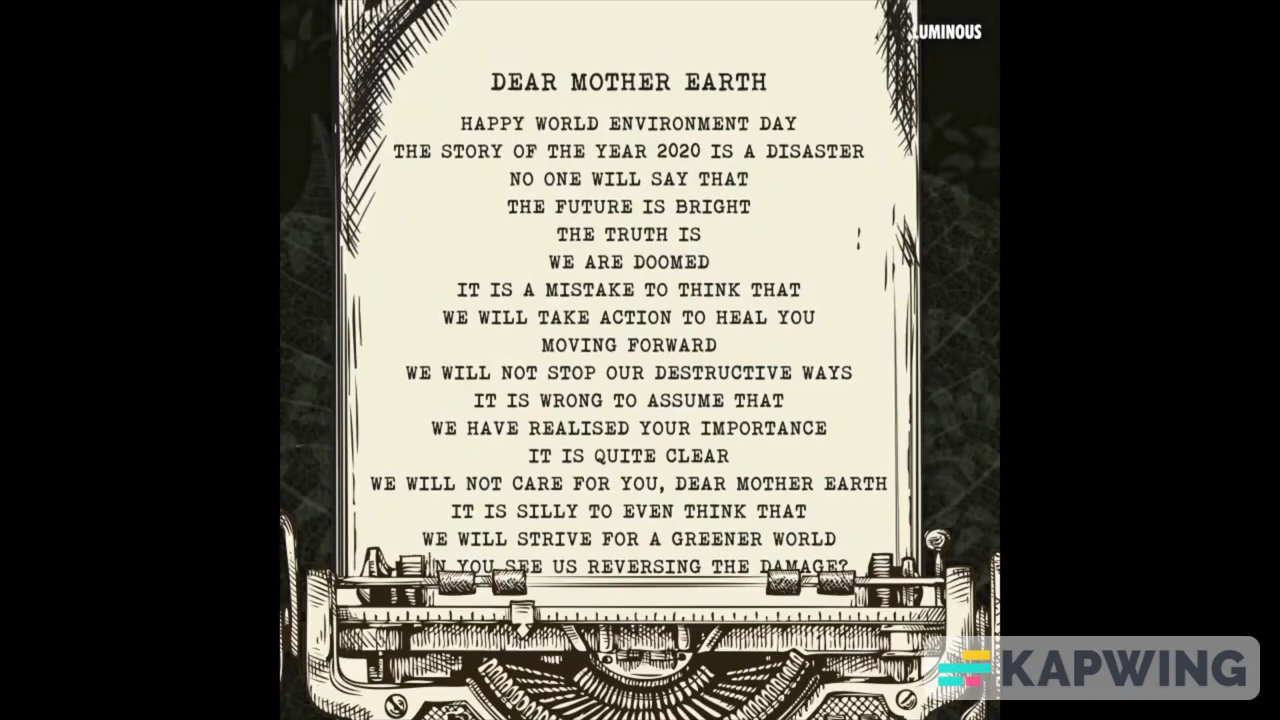 LUMINOUS
DEAR MOTHER EARTH
HAPPY WORLD ENVIRONMENT DAY
THE STORY OF THE YEAR 2020 IS A DISASTER
NO ONE WILL SAY THAT
THE FUTURE IS BRIGHT
THE TRUTH IS
WE ARE DOOMED
IT IS A MISTAKE TO THINK THAT
WE WILL TAKE ACTION TO HEAL YOU
MOVING FORWARD
WE WILL NOT STOP OUR DESTRUCTIVE WAYS
IT IS WRONG TO ASSUME THAT
WE HAVE REALISED YOUR IMPORTANCE
IT IS QUITE CLEAR
WE WILL NOT CARE FOR YOU, DEAR MOTHER EARTH
IT IS SILLY TO EVEN THINK THAT
WE WILL STRIVE FOR A GREENER WORLD
YOU SEE US REVERSING THE DAMAGE?
KAPWING